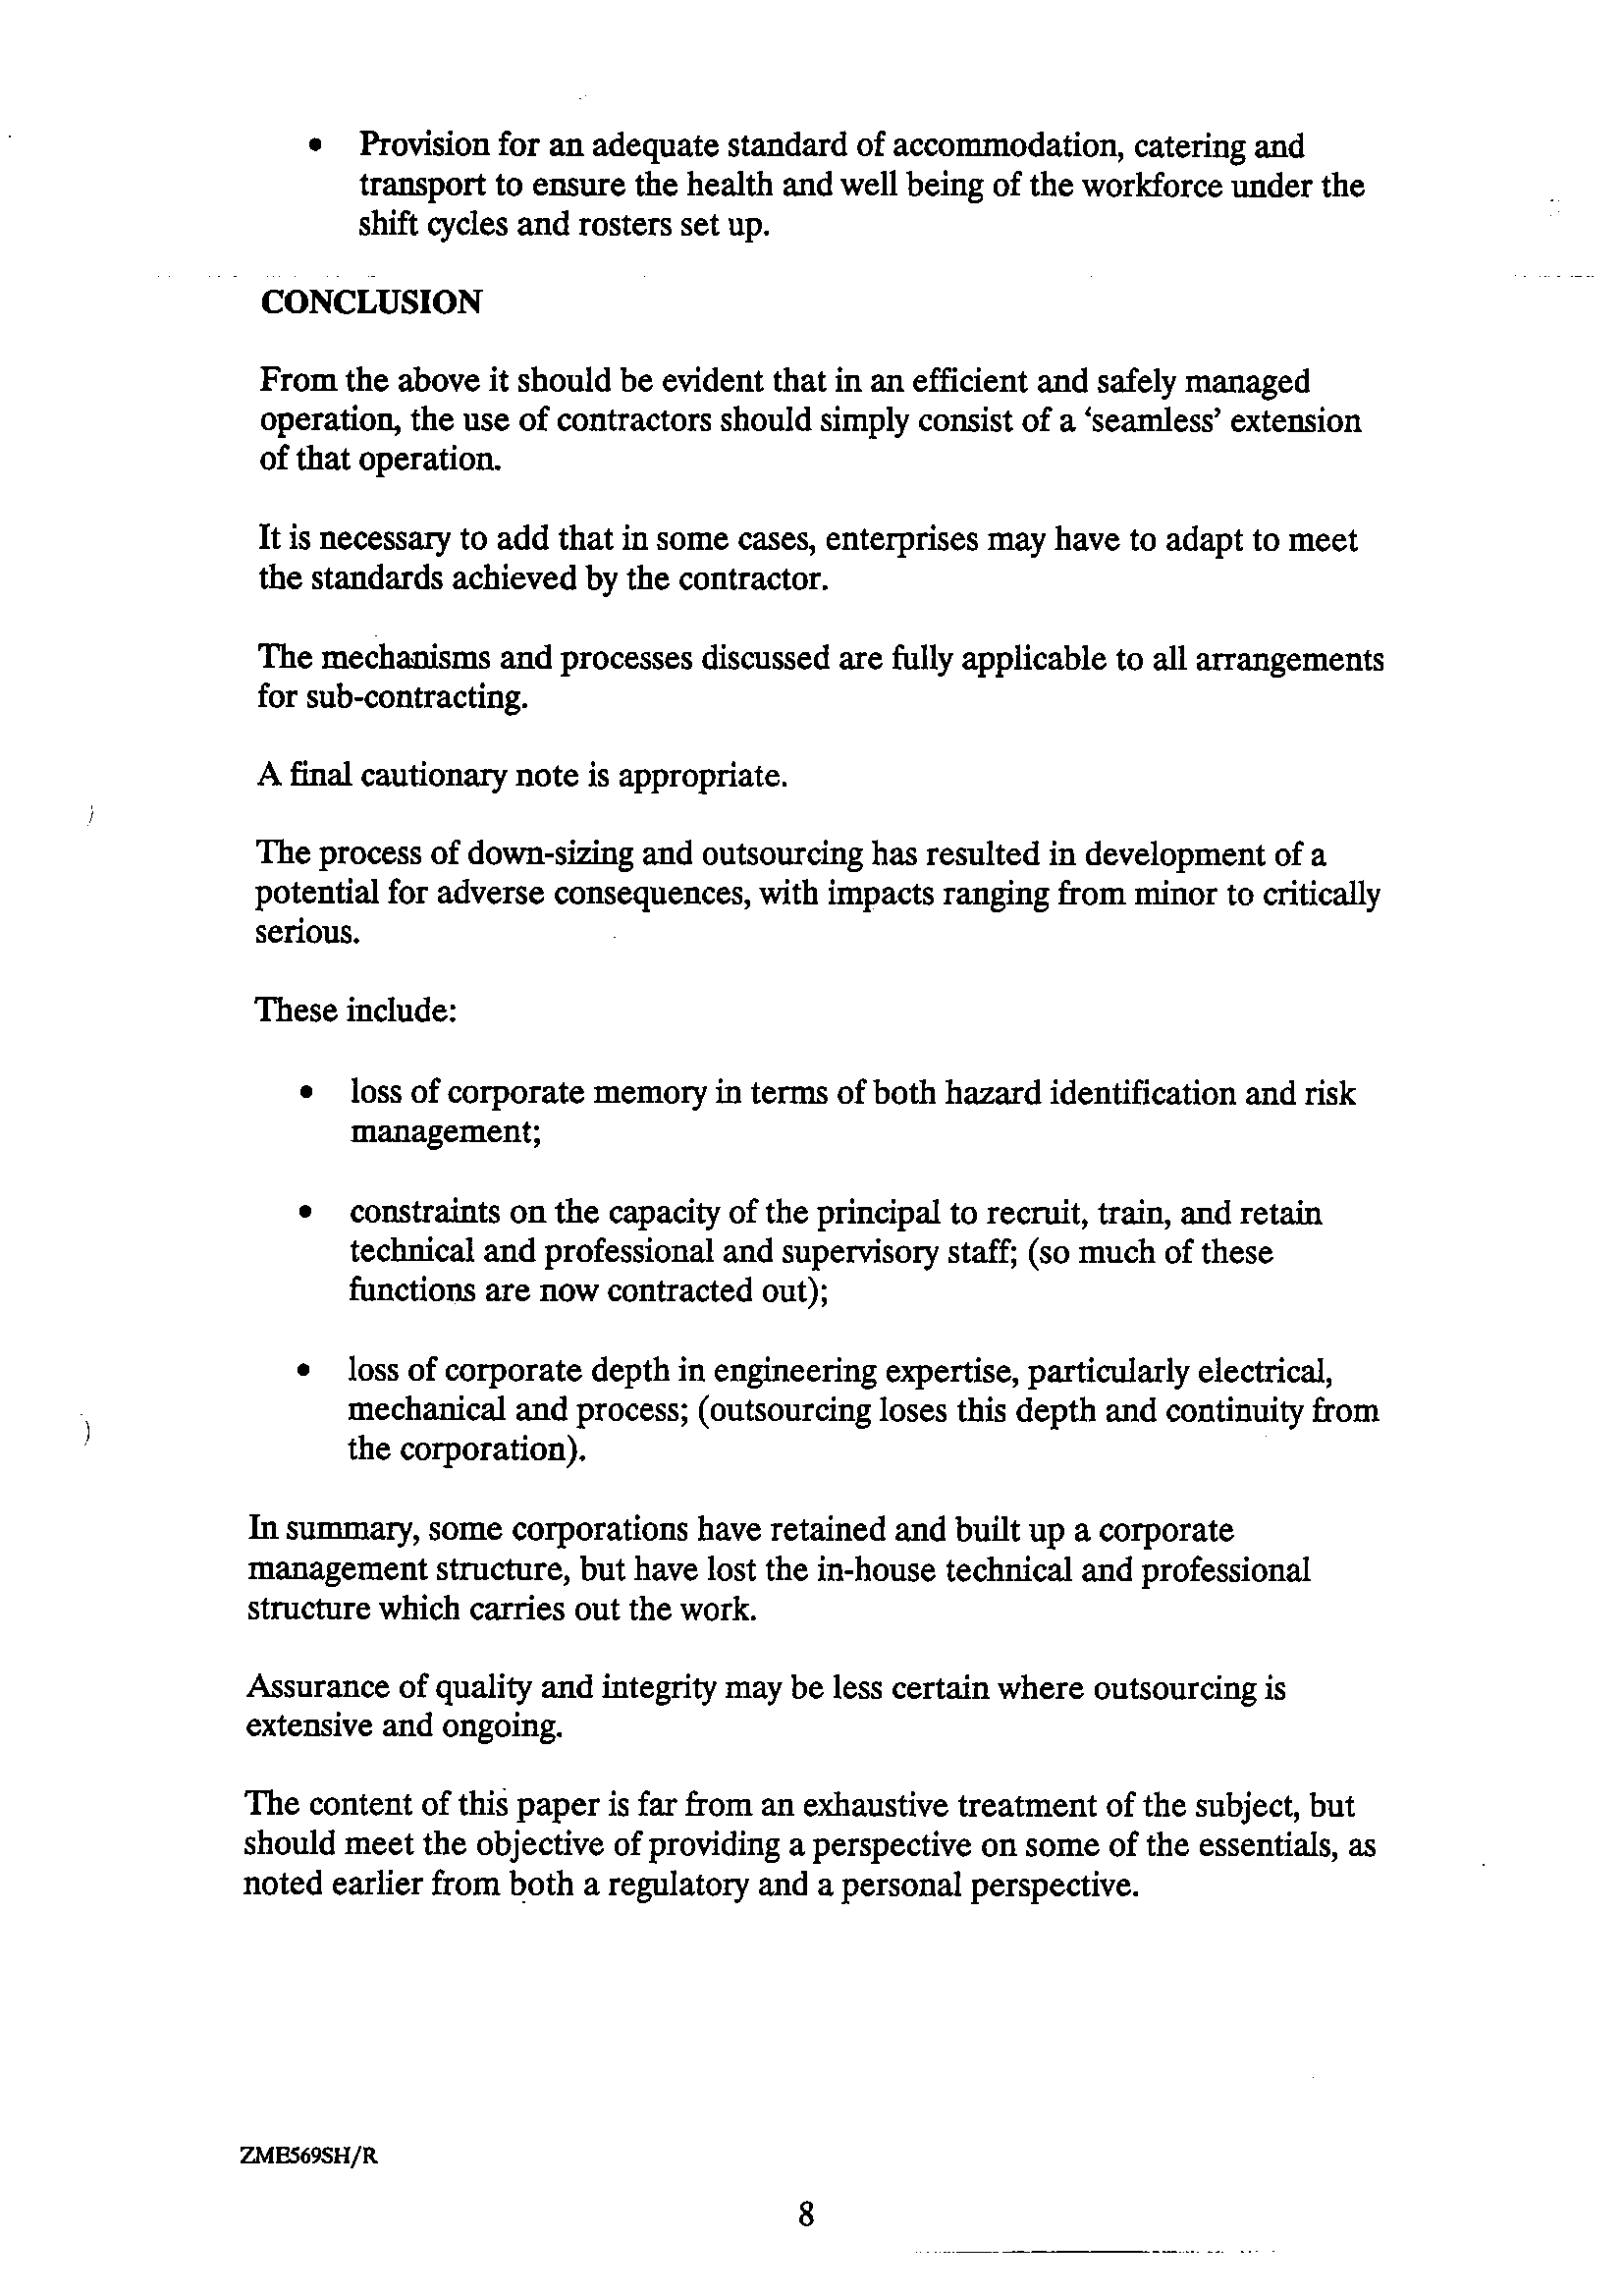 • Provision for an adequate standard of accommodation, catering and
transport to ensure the health and well being of the workforce under the
shift cycles and rosters set up.
CONCLUSION
From the above it should be evident that in an efficient and safely managed
operation, the use of contractors should simply consist of a ‘seamless’ extension
of that operation.
It is necessary to add that in some cases, enterprises may have to adapt to meet
the standards achieved by the contractor.
The mechanisms and processes discussed are fully applicable to all arrangements
for sub-contracting.
A final cautionary note is appropriate.
The process of down-sizing and outsourcing has resulted in development of a
potential for adverse consequences, with impacts ranging from minor to critically
serious.
These include:
• loss of corporate memory in terms of both hazard identification and risk
management;
• constraints on the capacity of the principal to recruit, train, and retain
technical and professional and supervisory staff; (so much of these
functions are now contracted out);
• loss of corporate depth in engineering expertise, particularly electrical,
mechanical and process; (outsourcing loses this depth and continuity from
the corporation).
In summary, some corporations have retained and built up a corporate
management structure, but have lost the in-house technical and professional
structure which carries out the work.
Assurance of quality and integrity may be less certain where outsourcing is
extensive and ongoing.
The content of this paper is far from an exhaustive treatment of the subject, but
should meet the objective of providing a perspective on some of the essentials, as
noted earlier from both a regulatory and a personal perspective.
ZME569SH/R
8